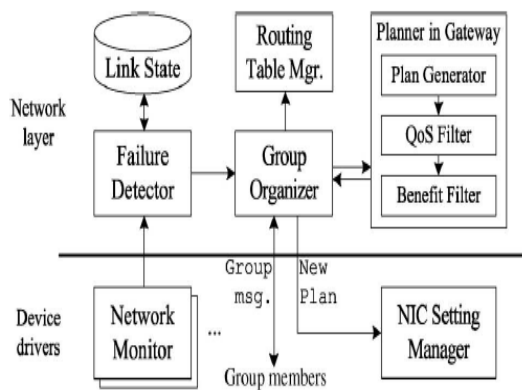 Link State
Routing
Table Mgr.
Planner in Gateway
Plan Generator
QoS Filter
Benefit Filter
Network
layer
Failure
Detector
Group
Organizer
Group
msg.
New
Plan
Device
drivers
Network
Monitor
...
Group members
NIC Setting
Manager